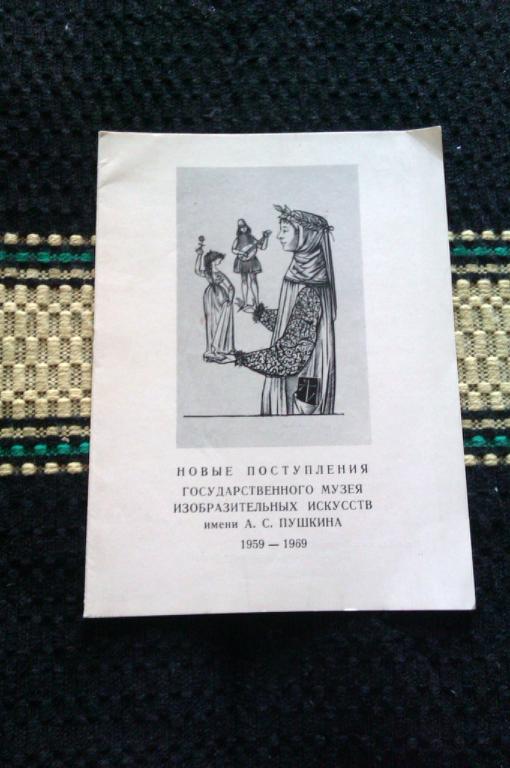 НОВЫЕ ПОСТУПЛЕНИЯ
ГОСУДАРСТВЕННОГО МУЗЕЯ
ИЗОБРАЗИТЕЛЬНЫХ ИСКУССТВ
имени А. С. ПУШКИНА
1959 — 1969